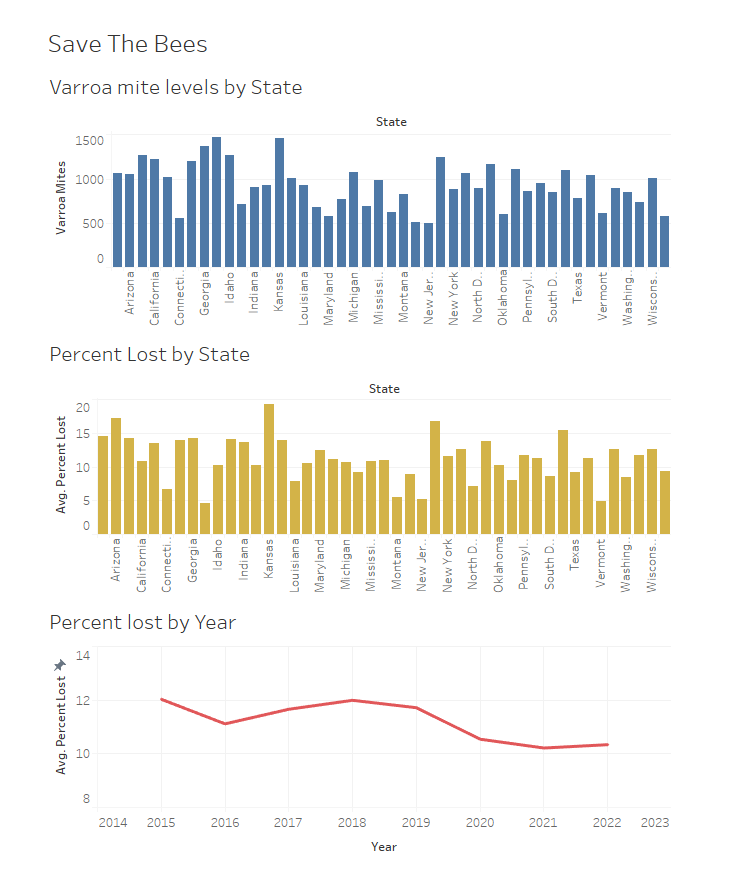 Save The Bees
Varroa mite levels by State
State
Varroa Mites
1500
1000
500
0
Arizona
California
Connecti..
Georgia
Idaho
Indiana
Kansas
Louisiana
Maryland
Michigan
Mississi..
Montana
New Jer..
New York
North D..
Oklahoma
Pennsyl..
South D..
Texas
Vermont
Washing..
Wiscons..
Percent Lost by State
State
Avg. Percent Lost
20
15
10
5
0
Arizona
California
Connecti..
Georgia
Idaho
Indiana
Kansas
Louisiana
Maryland
Michigan
Mississi..
Montana
New Jer..
New York
North D..
Oklahoma
Pennsyl..
South D..
Texas
Vermont
Washing..
Wiscons..
Percent lost by Year
Avg. Percent Lost
14
12
10
8
2014 2015 2016 2017 2018 2019 2020 2021 2022 2023
Year